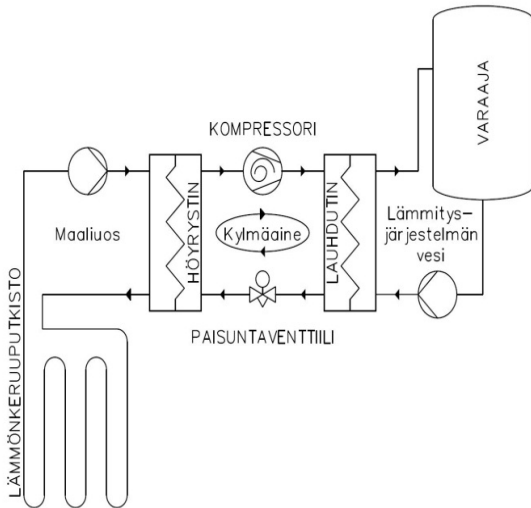 VARAAJA
KOMPRESSORI
Maaliuos
HÖYRYSTIN
Kylmäaine
LAUHDUTIN
Lämmitys-
järjestelmän
vesi
PAISUNTAVENTTIILI
LÄMMÖNKERUUPUTKISTO